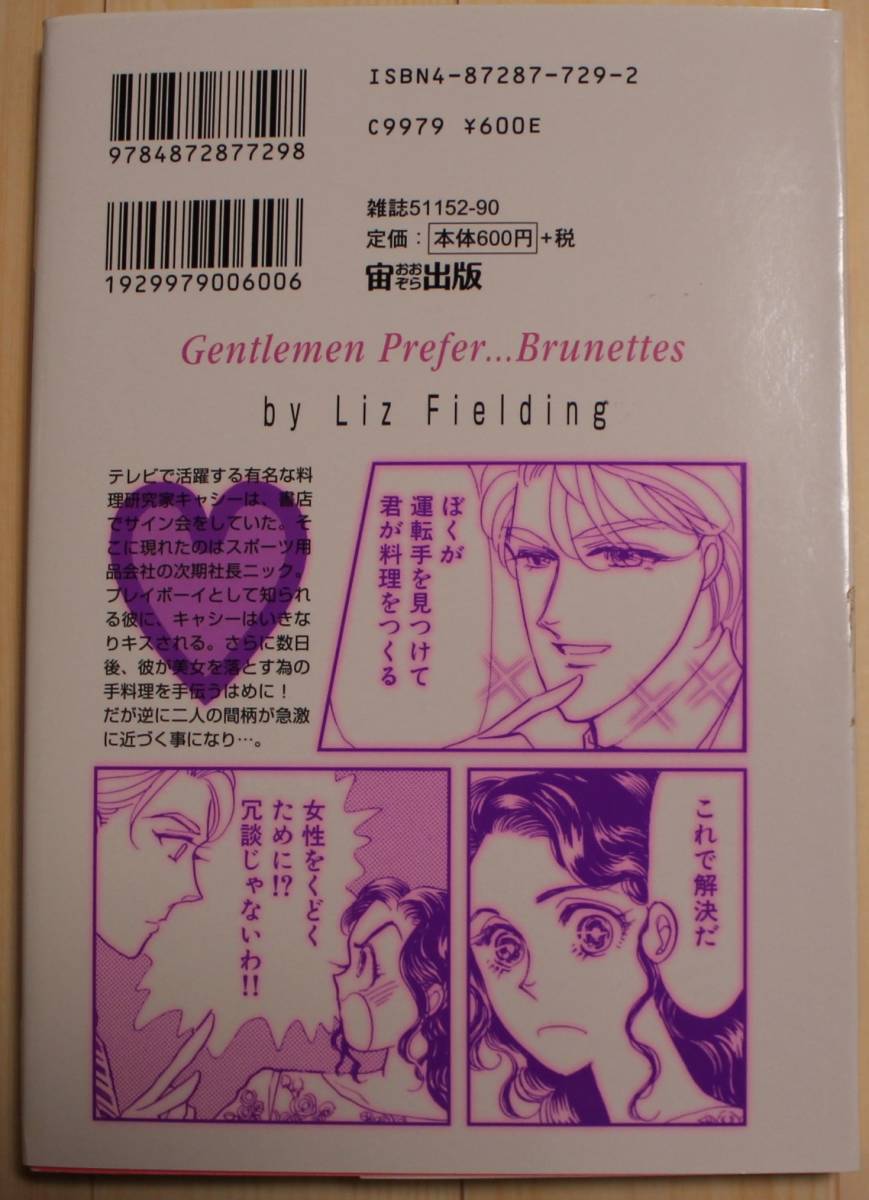 ISBN4-87287-729-2
C9979 ¥600E
9784872877298
雑誌51152-90
定価：本体600円+税
宙おおぞら出版
1929979006006
Gentlemen Prefer...Brunettes
by Liz Fielding
テレビで活躍する有名な料
理研究家キャシーは、書店
でサイン会をしていた。そ
こに現れたのはスポーツ用
品会社の次期社長ニック。
プレイボーイとして知られ
る彼に、キャシーはいきな
りキスされる。さらに数日
後、彼が美女を落とす為の
手料理を手伝うはめに！
だが逆に二人の間柄が急激
に近づく事になり…。
ぼくが
運転手を見つけて
君が料理をつくる
これで解決だ
女性をくどく
ために!?
冗談じゃないわ!!